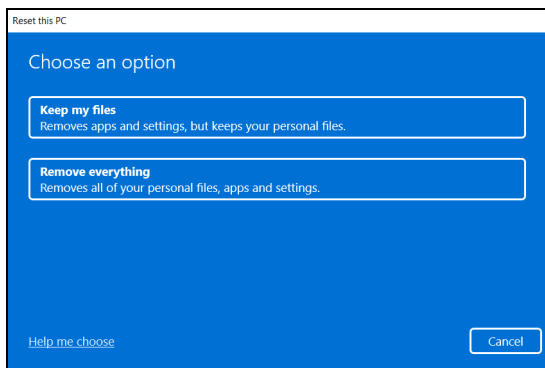 Reset this PC
Choose an option
Keep my files
Removes apps and settings, but keeps your personal files.
Remove everything
Removes all of your personal files, apps and settings.
Help me choose
Cancel